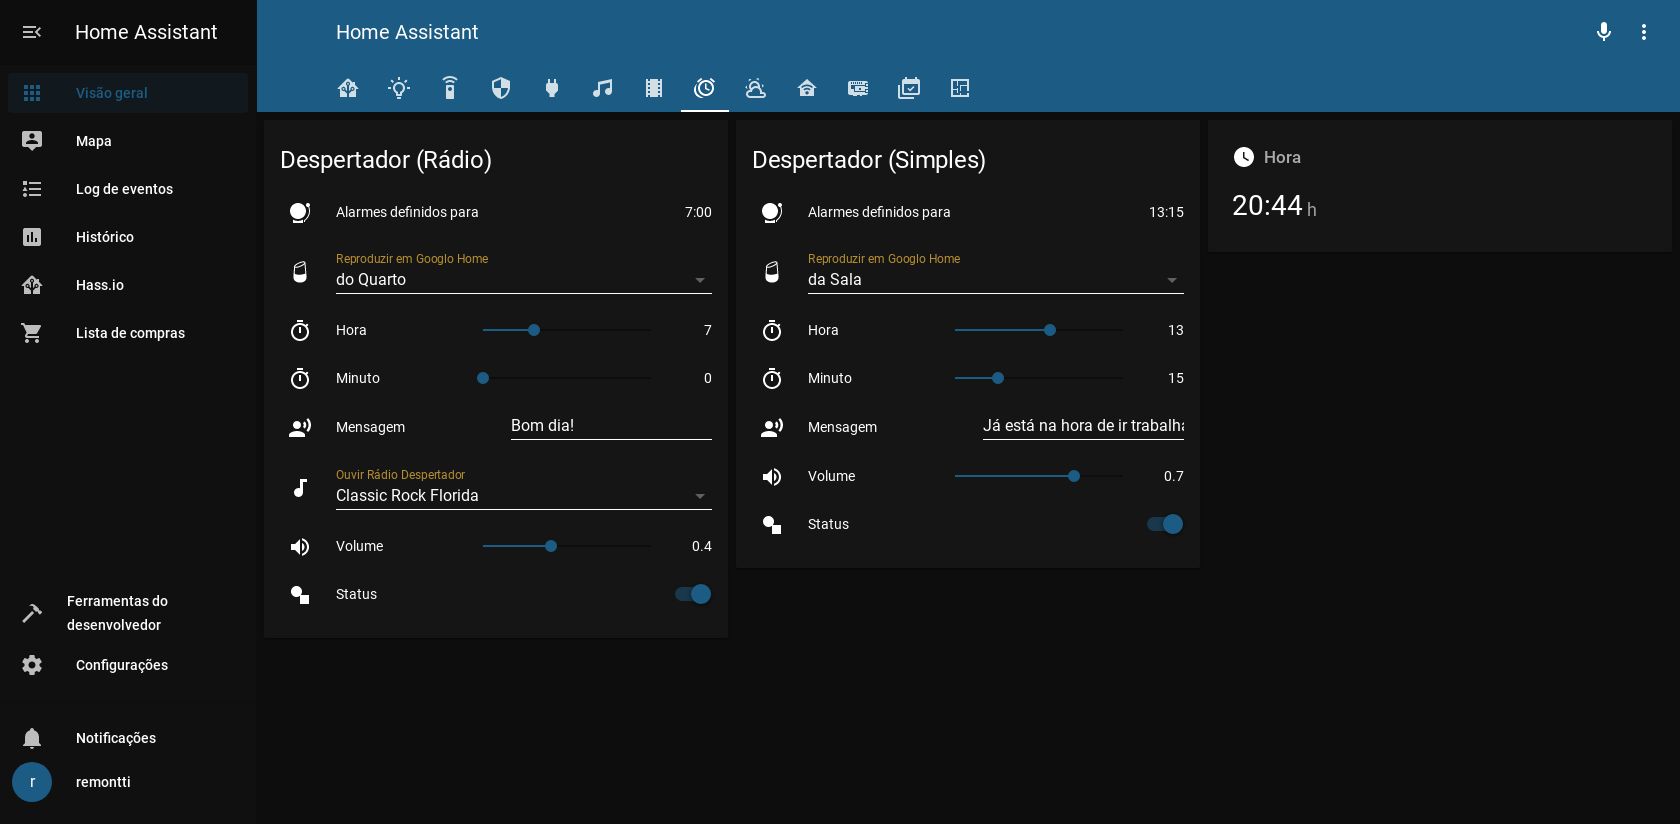 Home Assistant
Visão geral
Mapa
Log de eventos
Histórico
Hass.io
Lista de compras
Ferramentas do
desenvolvedor
Configurações
Notificações
r
remontti
Home Assistant
Despertador (Rádio)
Alarmes definidos para 7:00
Reproduzir em Googlo Home
do Quarto
Hora 7
Minuto 0
Mensagem Bom dia!
Ouvir Rádio Despertador
Classic Rock Florida
Volume 0.4
Status
Despertador (Simples)
Alarmes definidos para 13:15
Reproduzir em Googlo Home
da Sala
Hora 13
Minuto 15
Mensagem Já está na hora de ir trabalha
Volume 0.7
Status
Hora
20:44 h